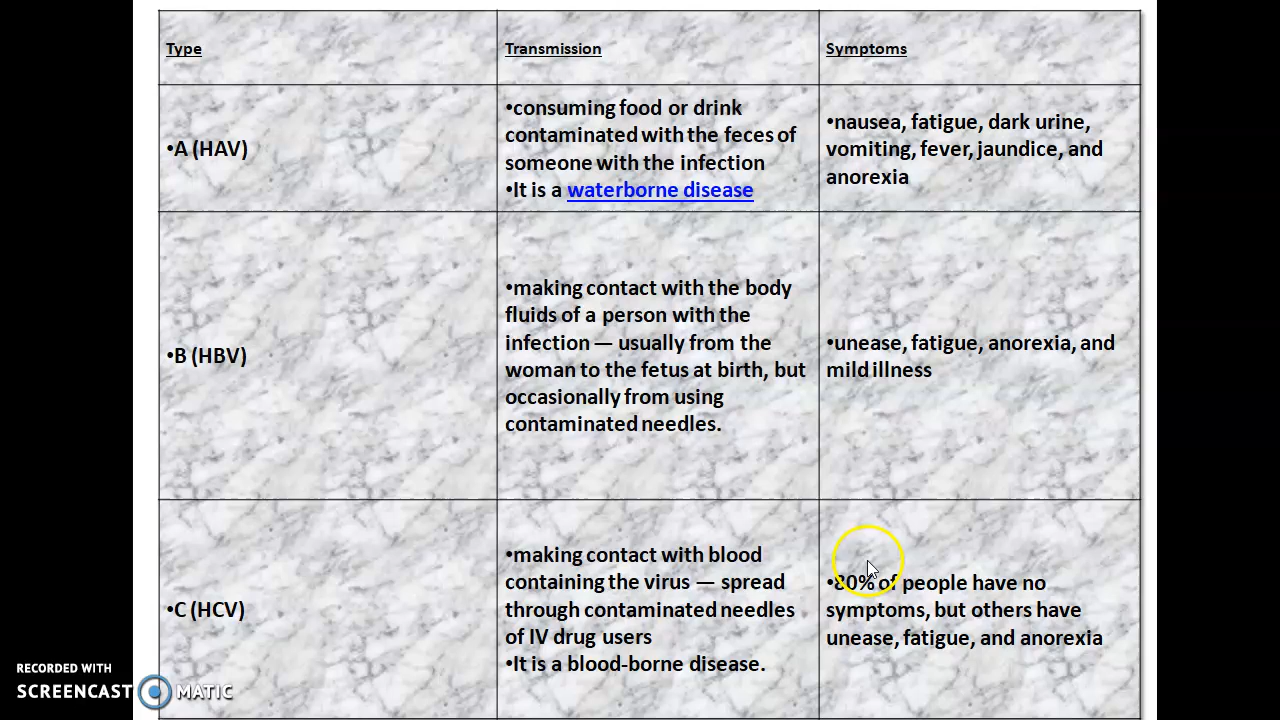 Type
Transmission
Symptoms
•A (HAV)
•consuming food or drink
contaminated with the feces of
someone with the infection
•It is a waterborne disease
•nausea, fatigue, dark urine,
vomiting, fever, jaundice, and
anorexia
•B (HBV)
•making contact with the body
fluids of a person with the
infection — usually from the
woman to the fetus at birth, but
occasionally from using
contaminated needles.
•unease, fatigue, anorexia, and
mild illness
•C (HCV)
•making contact with blood
containing the virus — spread
through contaminated needles
of IV drug users
•It is a blood-borne disease.
•80% of people have no
symptoms, but others have
unease, fatigue, and anorexia
RECORDED WITH
SCREENCAST MATIC